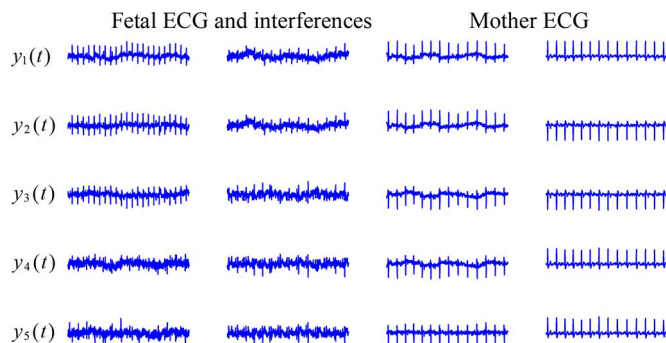 Fetal ECG and interferences Mother ECG
y₁(t)
y₂(t)
y₃(t)
y₄(t)
y₅(t)